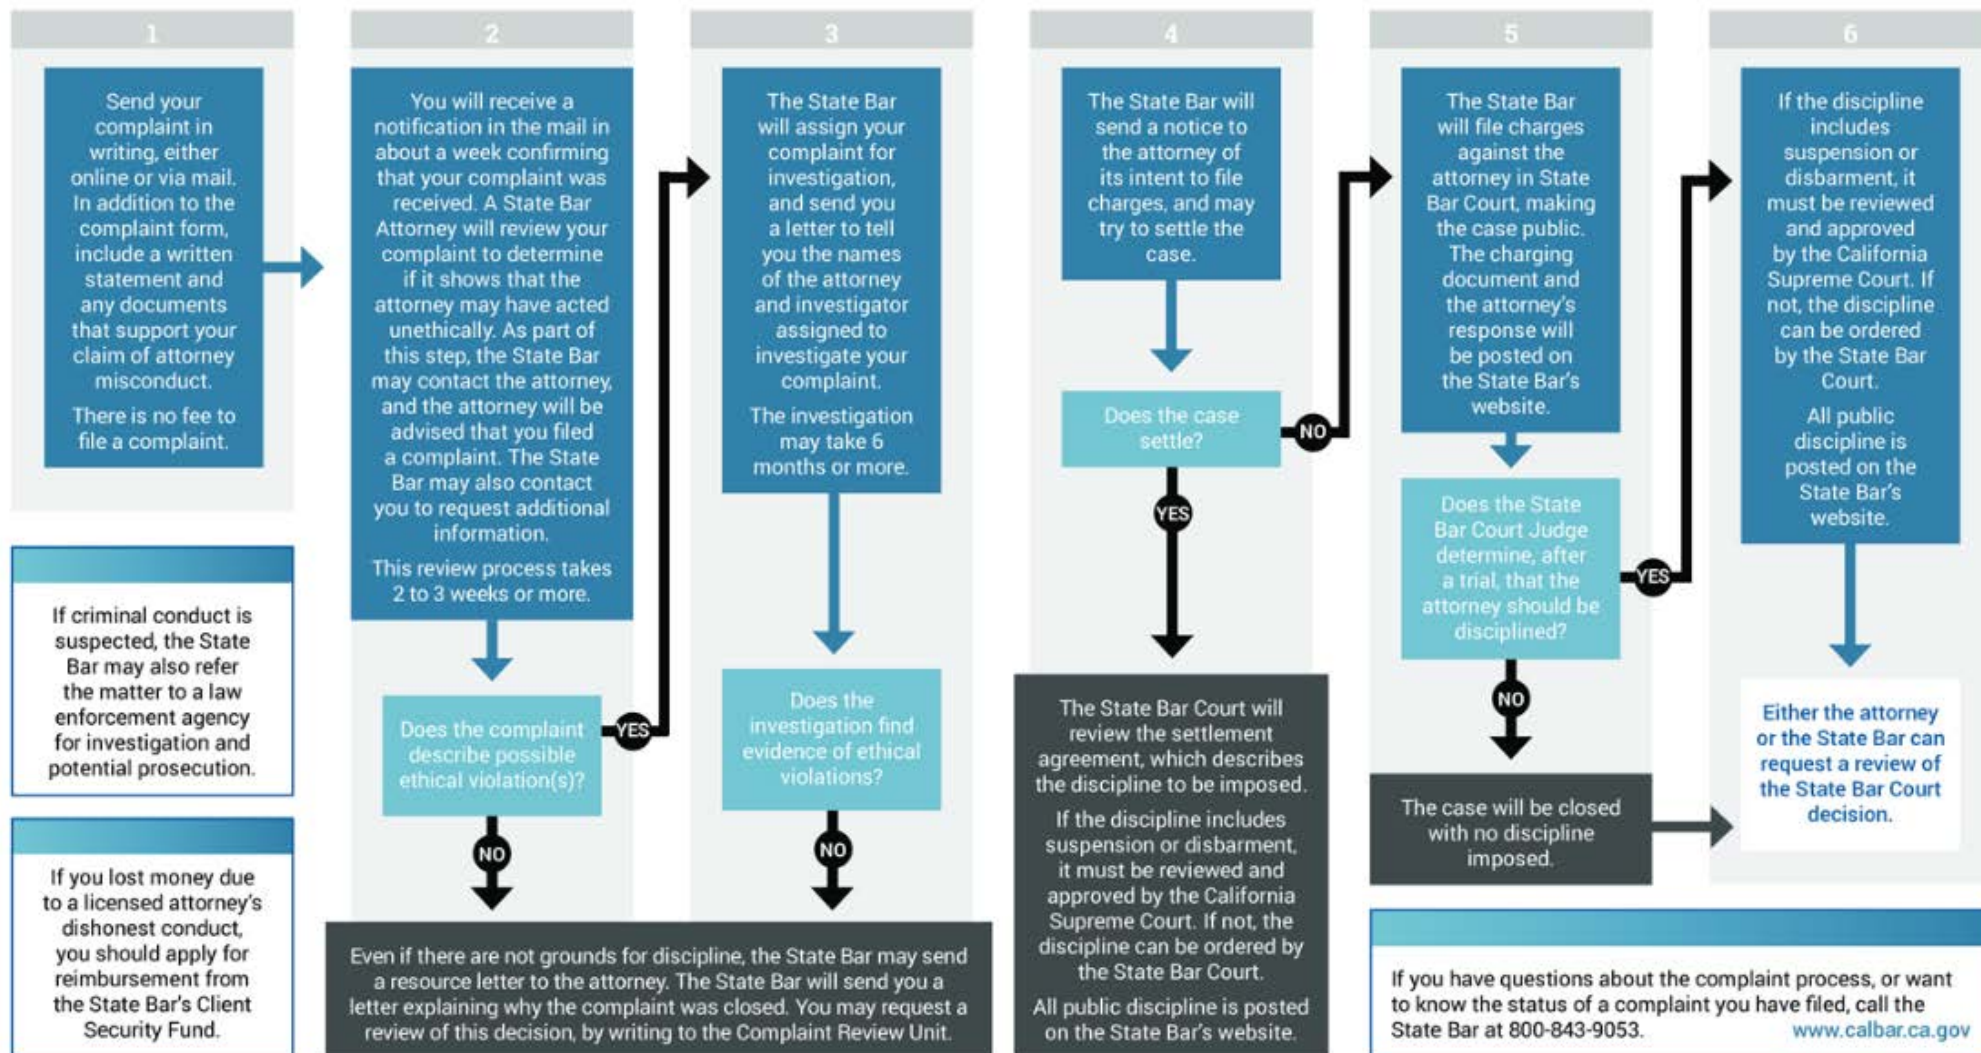 1
Send your
complaint in
writing, either
online or via mail.
In addition to the
complaint form,
include a written
statement and
any documents
that support your
claim of attorney
misconduct.
There is no fee to
file a complaint.
If criminal conduct is
suspected, the State
Bar may also refer
the matter to a law
enforcement agency
for investigation and
potential prosecution.
If you lost money due
to a licensed attorney's
dishonest conduct,
you should apply for
reimbursement from
the State Bar's Client
Security Fund.
2
You will receive a
notification in the mail in
about a week confirming
that your complaint was
received. A State Bar
Attorney will review your
complaint to determine
if it shows that the
attorney may have acted
unethically. As part of
this step, the State Bar
may contact the attorney,
and the attorney will be
advised that you filed
a complaint. The State
Bar may also contact
you to request additional
information.
This review process takes
2 to 3 weeks or more.
Does the complaint
describe possible
ethical violation(s)?
YES
NO
3
The State Bar
will assign your
complaint for
investigation,
and send you
a letter to tell
you the names
of the attorney
and investigator
assigned to
investigate your
complaint.
The investigation
may take 6
months or more.
Does the
investigation find
evidence of ethical
violations?
NO
Even if there are not grounds for discipline, the State Bar may send
a resource letter to the attorney. The State Bar will send you a
letter explaining why the complaint was closed. You may request a
review of this decision, by writing to the Complaint Review Unit.
4
The State Bar will
send a notice to
the attorney of
its intent to file
charges, and may
try to settle the
case.
Does the case
settle?
NO
YES
The State Bar Court will
review the settlement
agreement, which describes
the discipline to be imposed.
If the discipline includes
suspension or disbarment,
it must be reviewed and
approved by the California
Supreme Court. If not, the
discipline can be ordered by
the State Bar Court.
All public discipline is posted
on the State Bar's website.
5
The State Bar
will file charges
against the
attorney in State
Bar Court, making
the case public.
The charging
document and
the attorney's
response will
be posted on
the State Bar's
website.
Does the State
Bar Court Judge
determine, after
a trial, that the
attorney should be
disciplined?
YES
NO
The case will be closed
with no discipline
imposed.
6
If the discipline
includes
suspension or
disbarment, it
must be reviewed
and approved
by the California
Supreme Court. If
not, the discipline
can be ordered
by the State Bar
Court.
All public
discipline is
posted on the
State Bar's
website.
Either the attorney
or the State Bar can
request a review of
the State Bar Court
decision.
If you have questions about the complaint process, or want
to know the status of a complaint you have filed, call the
State Bar at 800-843-9053. www.calbar.ca.gov